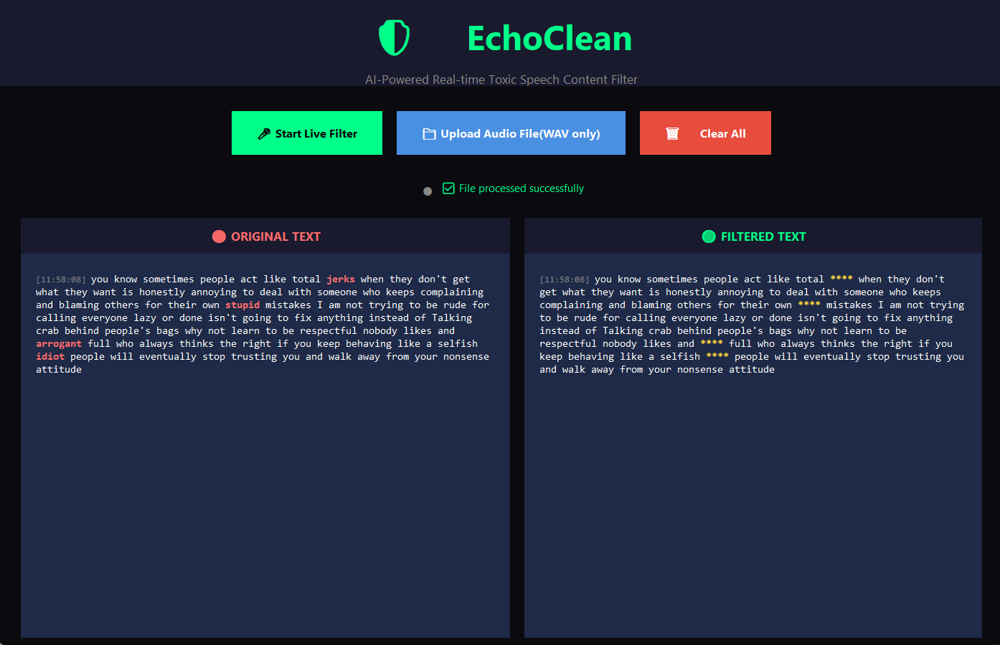 EchoClean
AI-Powered Real-time Toxic Speech Content Filter
Start Live Filter
Upload Audio File(WAV only)
Clear All
File processed successfully
ORIGINAL TEXT
[11:58:08] you know sometimes people act like total jerks when they don't get
what they want is honestly annoying to deal with someone who keeps complaining
and blaming others for their own stupid mistakes I am not trying to be rude for
calling everyone lazy or done isn't going to fix anything instead of Talking
crab behind people's bags why not learn to be respectful nobody likes and
arrogant full who always thinks the right if you keep behaving like a selfish
idiot people will eventually stop trusting you and walk away from your nonsense
attitude
FILTERED TEXT
[11:58:08] you know sometimes people act like total **** when they don't
get what they want is honestly annoying to deal with someone who keeps
complaining and blaming others for their own **** mistakes I am not trying
to be rude for calling everyone lazy or done isn't going to fix anything
instead of Talking crab behind people's bags why not learn to be
respectful nobody likes and **** full who always thinks the right if you
keep behaving like a selfish **** people will eventually stop trusting you
and walk away from your nonsense attitude